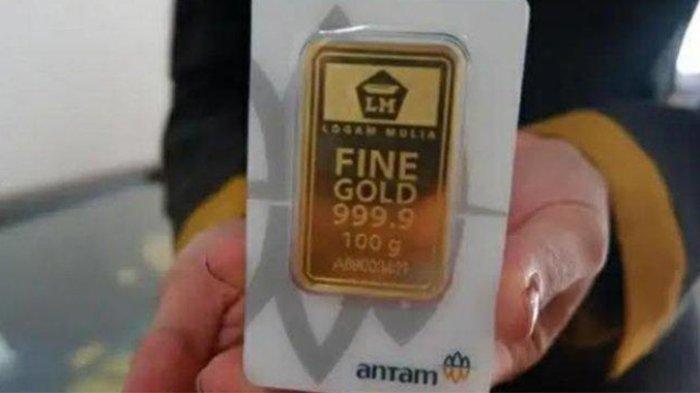 LM
LOGAM MULIA
FINE
GOLD
999.9
100 g
antam